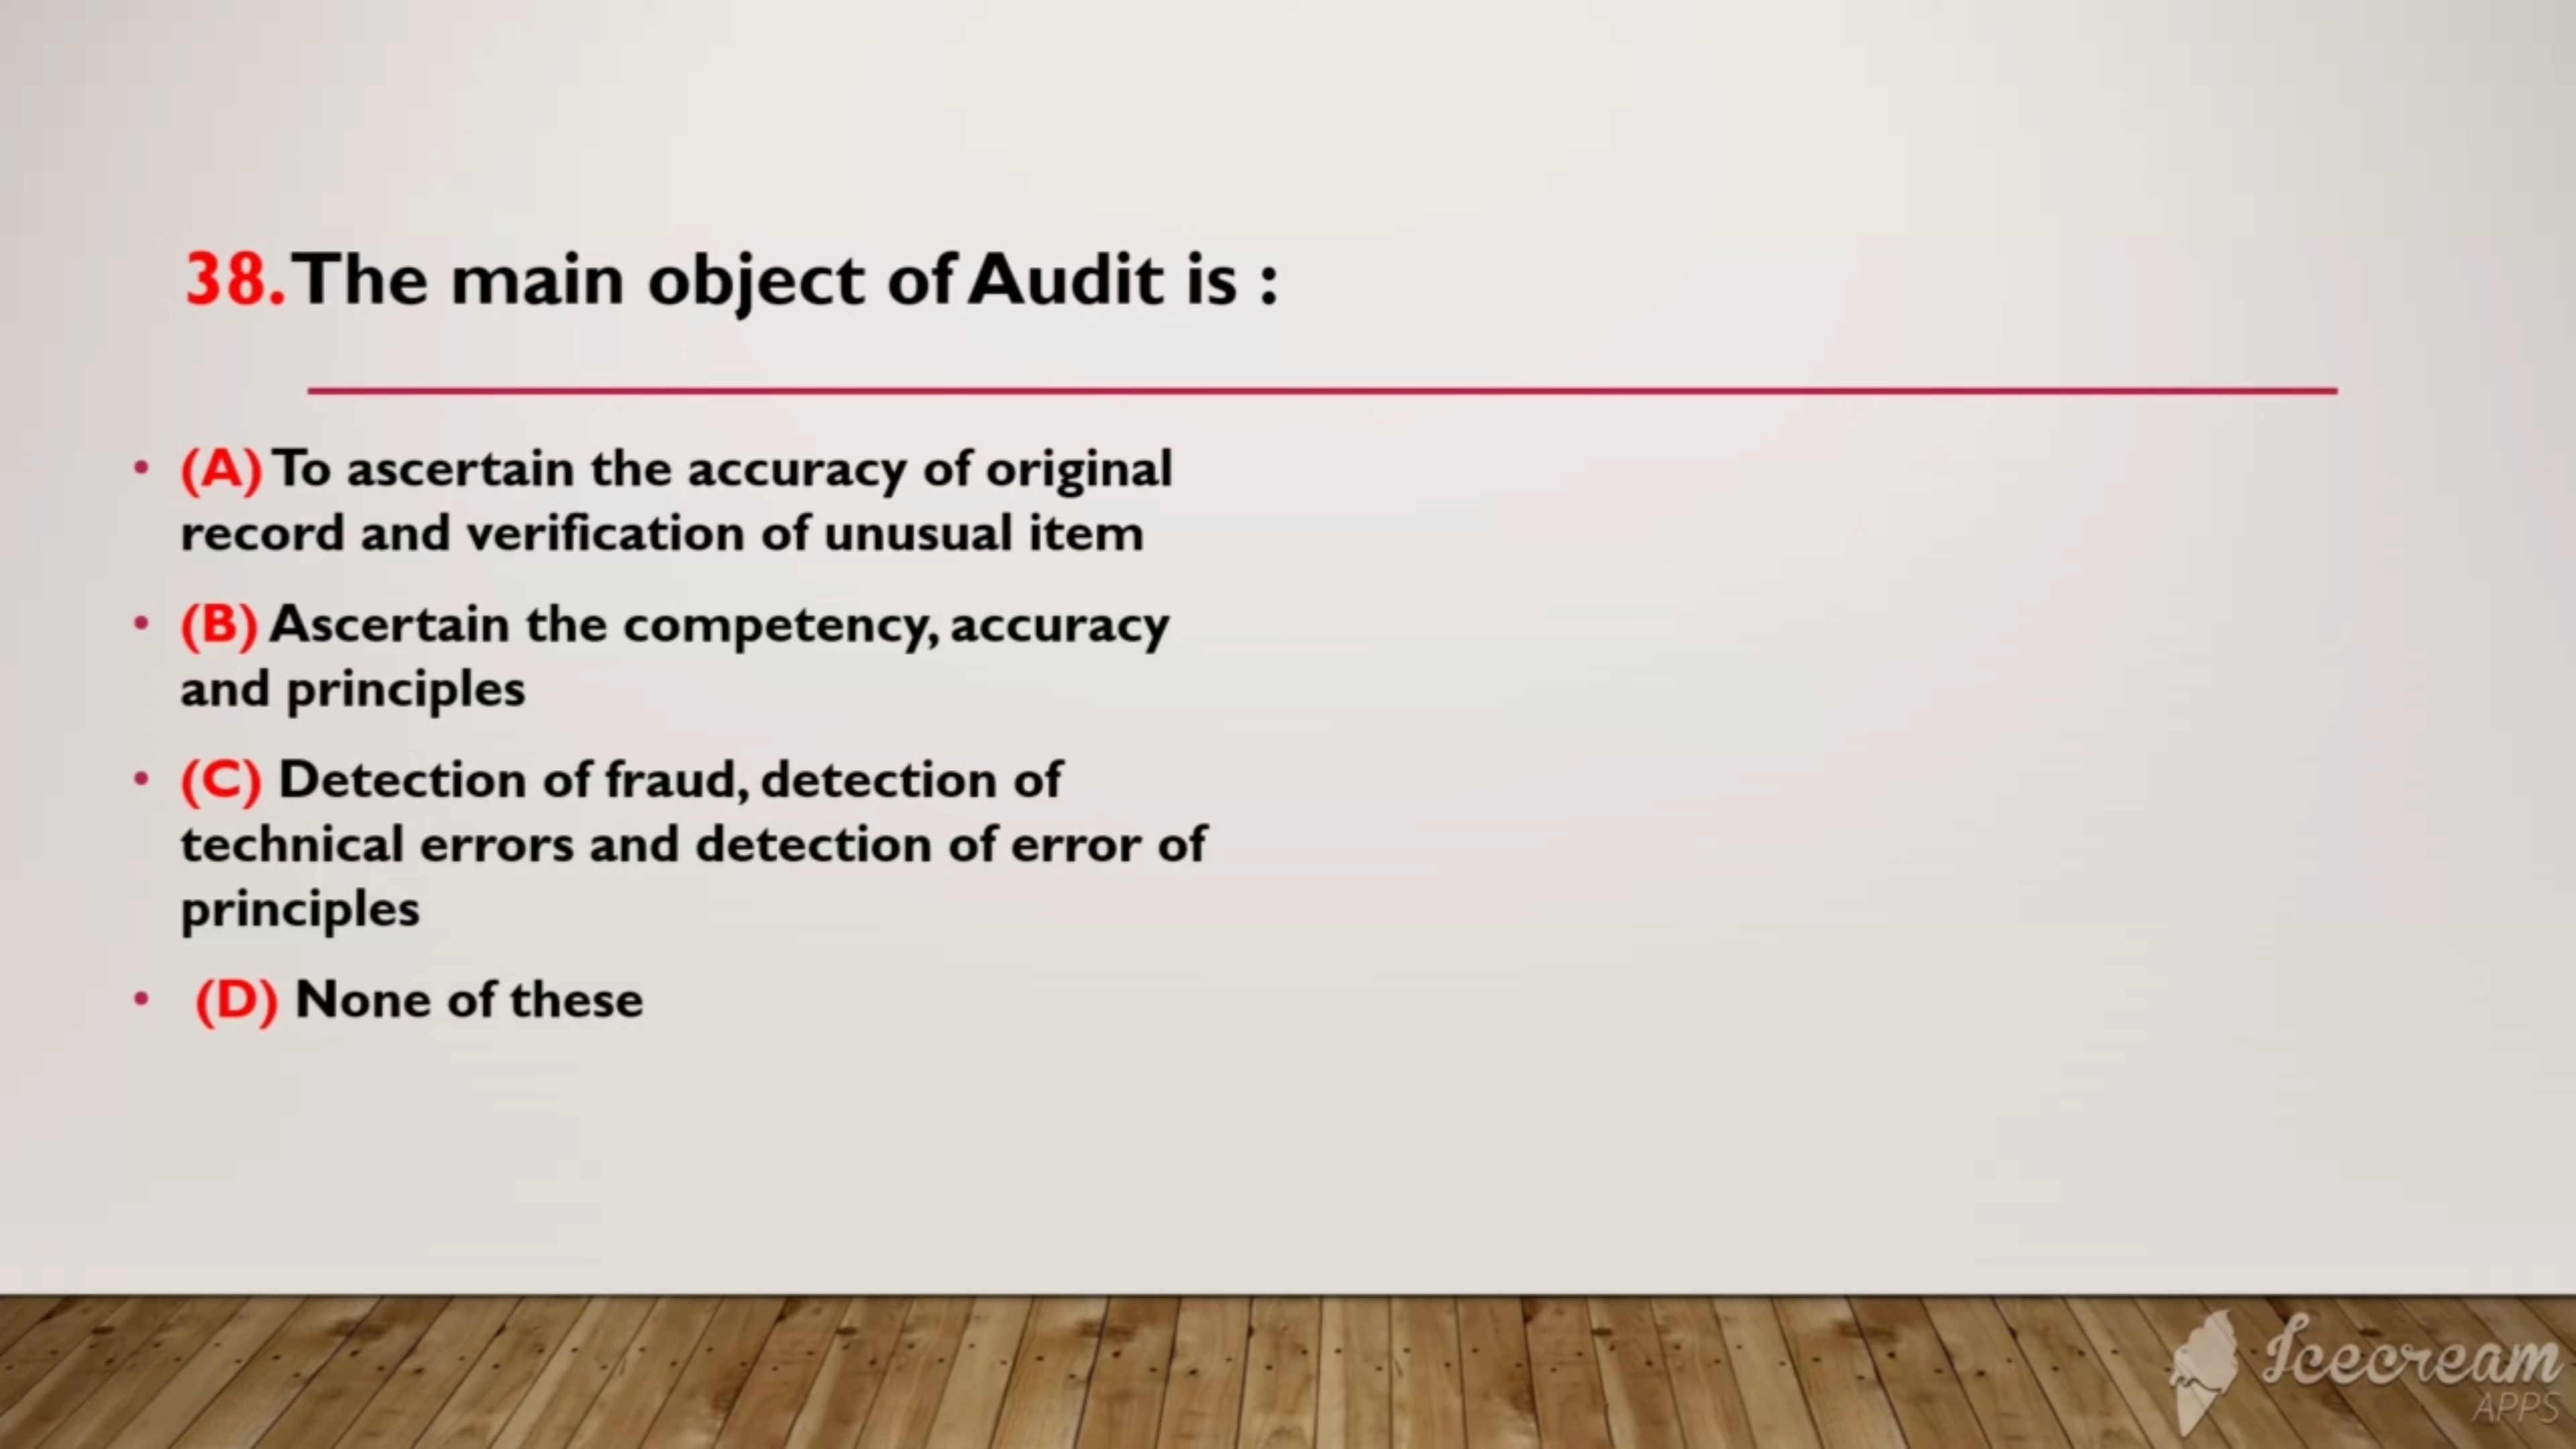 38. The main object of Audit is :
• (A) To ascertain the accuracy of original
record and verification of unusual item
• (B) Ascertain the competency, accuracy
and principles
• (C) Detection of fraud, detection of
technical errors and detection of error of
principles
• (D) None of these
Icecream
APPS